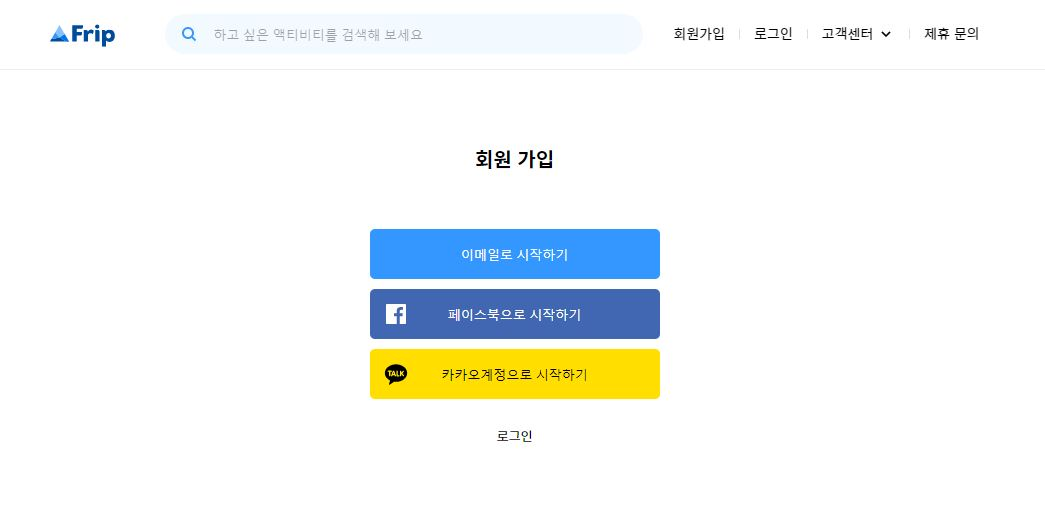 Frip
하고 싶은 액티비티를 검색해 보세요
회원가입
로그인
고객센터
제휴 문의
회원 가입
이메일로 시작하기
페이스북으로 시작하기
TALK
카카오계정으로 시작하기
로그인